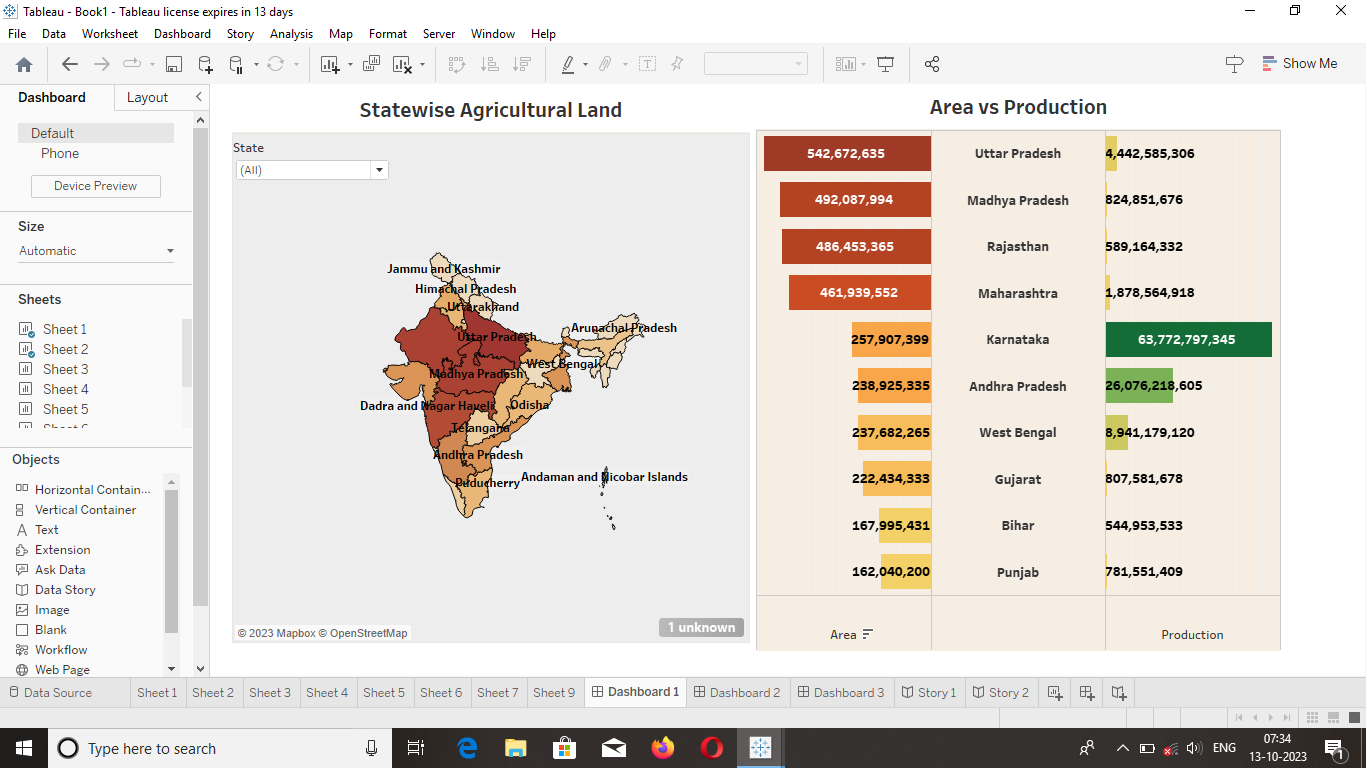 Tableau - Book1 - Tableau license expires in 13 days
File Data Worksheet Dashboard Story Analysis Map Format Server Window Help
Show Me
Dashboard Layout
Default
Phone
Device Preview
Size
Automatic
Sheets
Sheet 1
Sheet 2
Sheet 3
Sheet 4
Sheet 5
Objects
Horizontal Contain...
Vertical Container
Text
Extension
Ask Data
Data Story
Image
Blank
Workflow
Web Page
Statewise Agricultural Land
State
(All)
Jammu and Kashmir
Himachal Pradesh
Uttarakhand
Arunachal Pradesh
Uttar Pradesh
West Bengal
Madhya Pradesh
Dadra and Nagar Haveli
Odisha
Telangana
Andhra Pradesh
Andaman and Nicobar Islands
Puducherry
© 2023 Mapbox © OpenStreetMap
1 unknown
Area vs Production
542,672,635 Uttar Pradesh 4,442,585,306
492,087,994 Madhya Pradesh 824,851,676
486,453,365 Rajasthan 589,164,332
461,939,552 Maharashtra 1,878,564,918
257,907,399 Karnataka 63,772,797,345
238,925,335 Andhra Pradesh 26,076,218,605
237,682,265 West Bengal 8,941,179,120
222,434,333 Gujarat 807,581,678
167,995,431 Bihar 544,953,533
162,040,200 Punjab 781,551,409
Area Production
Data Source Sheet 1 Sheet 2 Sheet 3 Sheet 4 Sheet 5 Sheet 6 Sheet 7 Sheet 9 Dashboard 1 Dashboard 2 Dashboard 3 Story 1 Story 2
Type here to search
ENG
07:34
13-10-2023
1